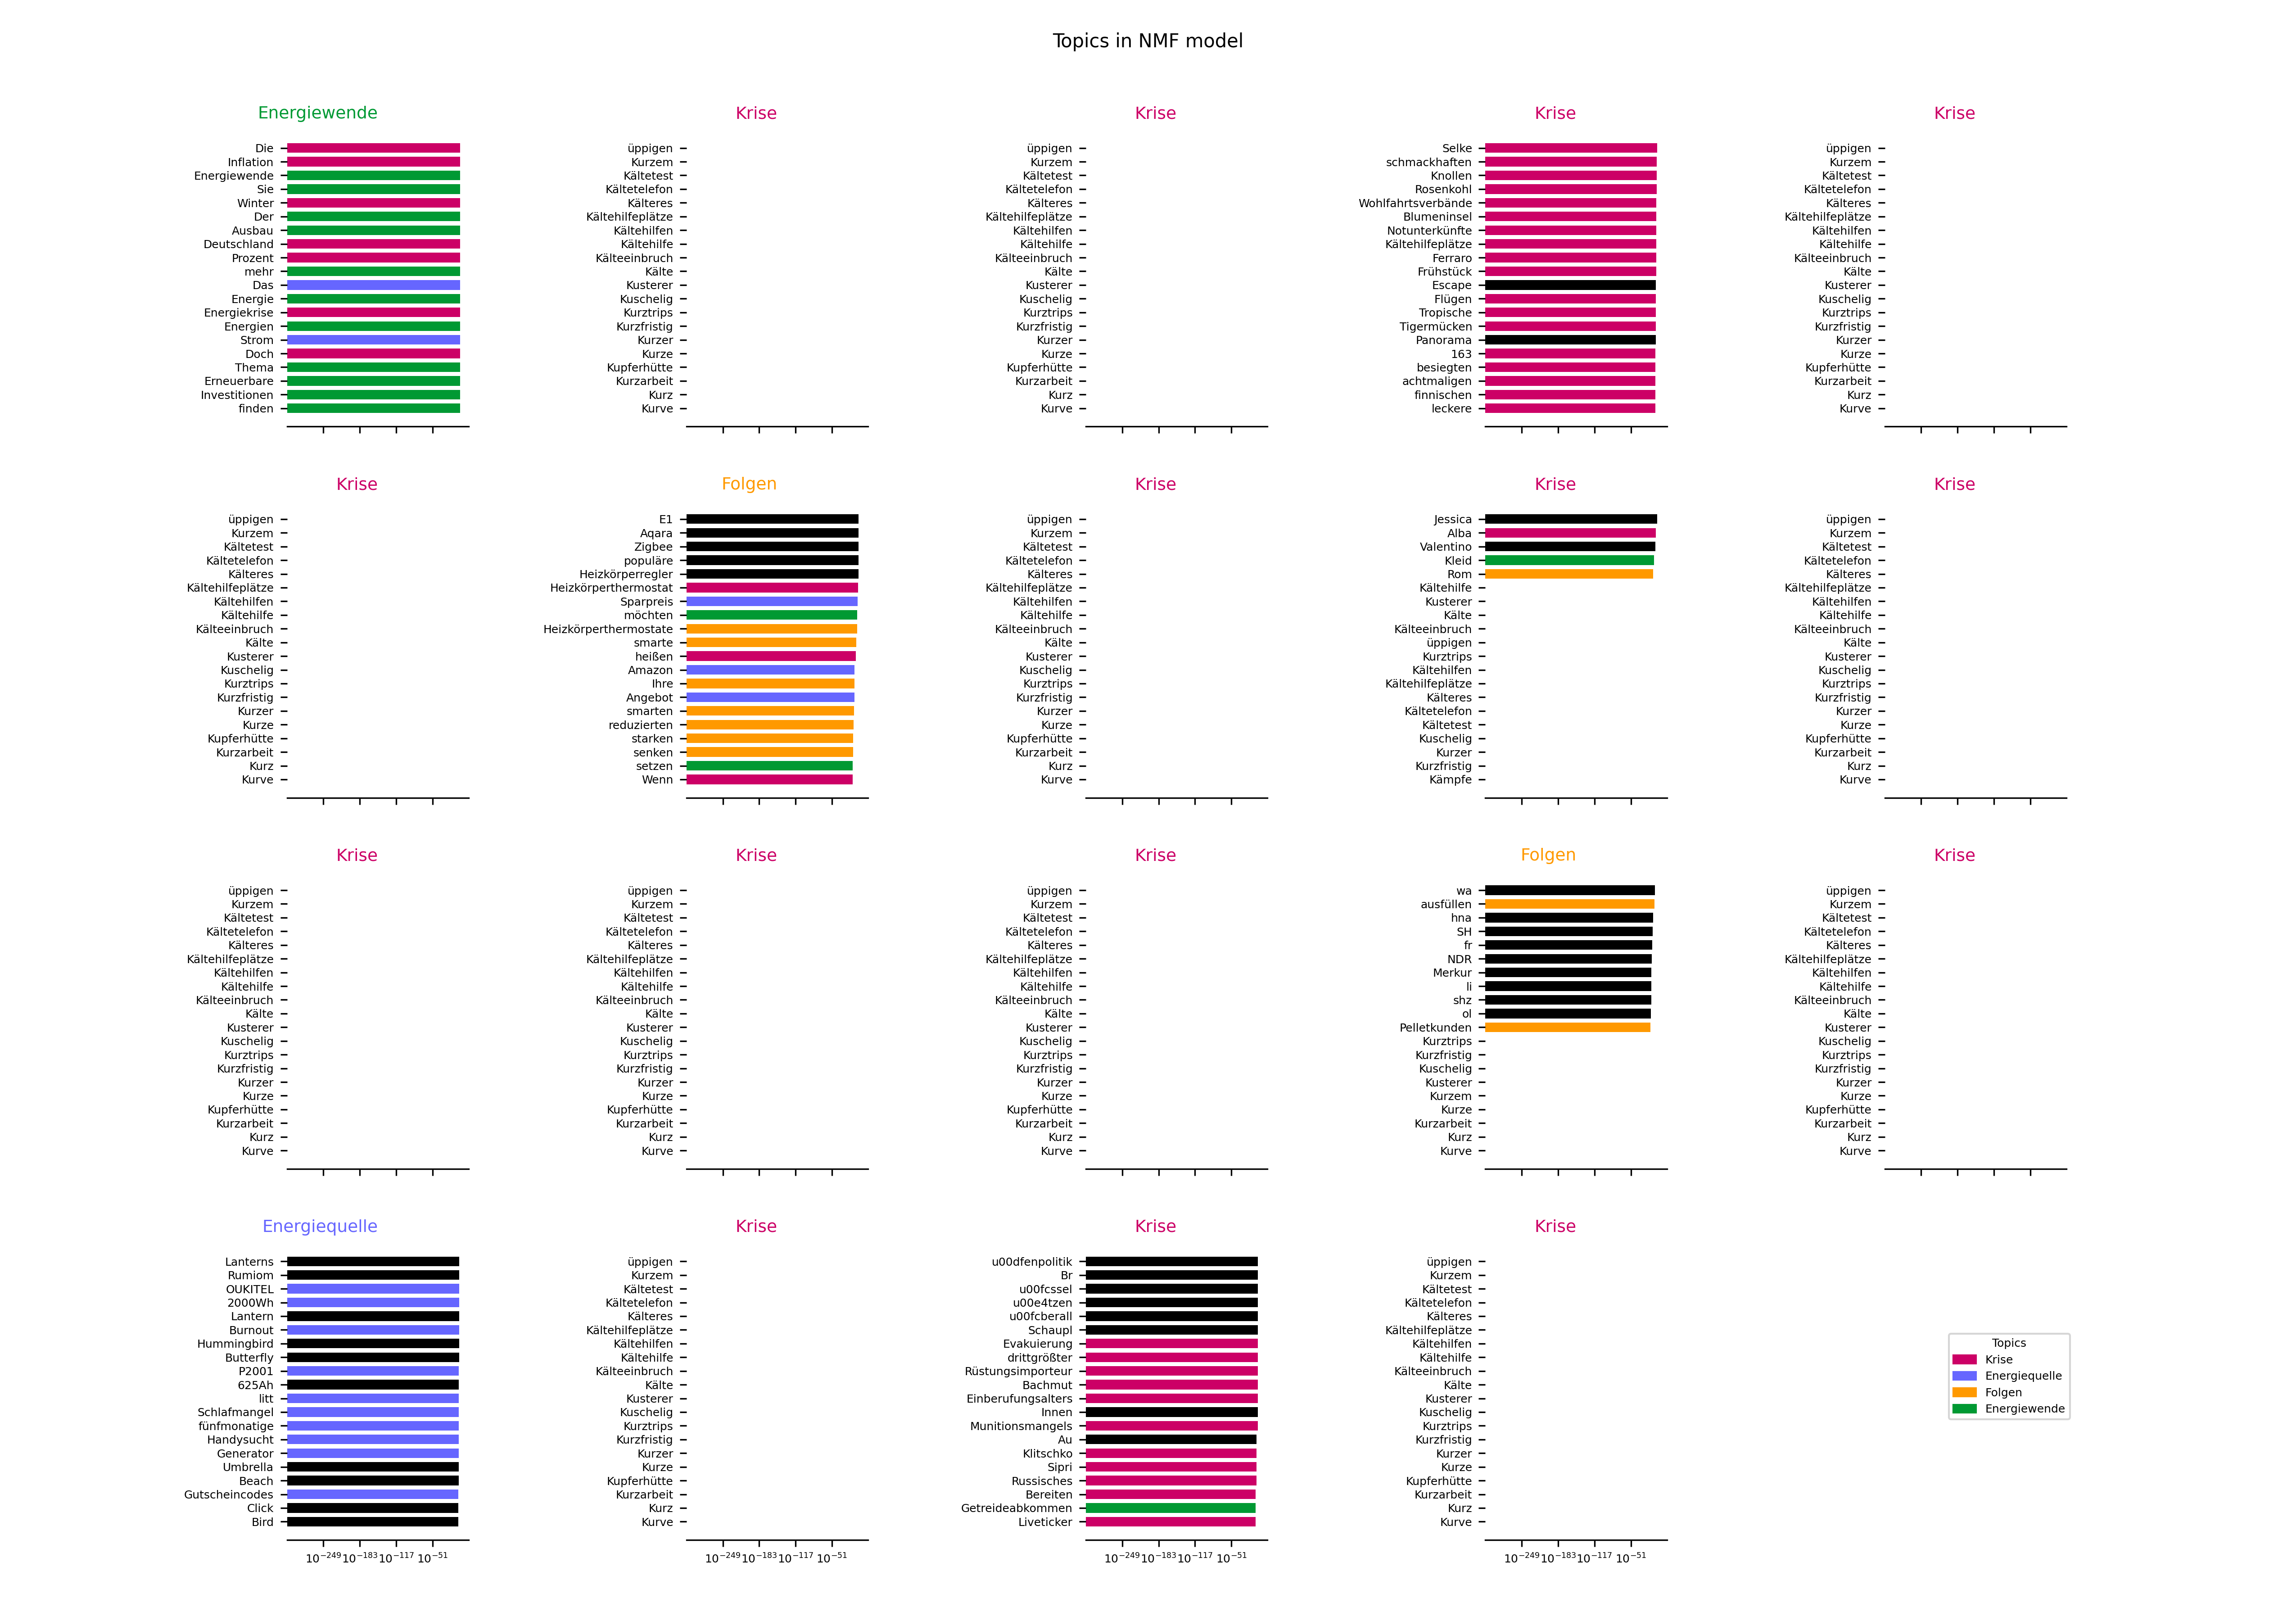 Topics in NMF model
Energiewende
Die
Inflation
Energiewende
Sie
Winter
Der
Ausbau
Deutschland
Prozent
mehr
Das
Energie
Energiekrise
Energien
Strom
Doch
Thema
Erneuerbare
Investitionen
finden
Krise
üppigen
Kurzem
Kältetest
Kältetelefon
Kälteres
Kältehilfeplätze
Kältehilfen
Kältehilfe
Kälteeinbruch
Kälte
Kusterer
Kuschelig
Kurztrips
Kurzfristig
Kurzer
Kurze
Kupferhütte
Kurzarbeit
Kurz
Kurve
Krise
üppigen
Kurzem
Kältetest
Kältetelefon
Kälteres
Kältehilfeplätze
Kältehilfen
Kältehilfe
Kälteeinbruch
Kälte
Kusterer
Kuschelig
Kurztrips
Kurzfristig
Kurzer
Kurze
Kupferhütte
Kurzarbeit
Kurz
Kurve
Krise
Selke
schmackhaften
Knollen
Rosenkohl
Wohlfahrtsverbände
Blumeninsel
Notunterkünfte
Kältehilfeplätze
Ferraro
Frühstück
Escape
Flügen
Tropische
Tigermücken
Panorama
163
besiegten
achtmaligen
finnischen
leckere
Krise
üppigen
Kurzem
Kältetest
Kältetelefon
Kälteres
Kältehilfeplätze
Kältehilfen
Kältehilfe
Kälteeinbruch
Kälte
Kusterer
Kuschelig
Kurztrips
Kurzfristig
Kurzer
Kurze
Kupferhütte
Kurzarbeit
Kurz
Kurve
Krise
üppigen
Kurzem
Kältetest
Kältetelefon
Kälteres
Kältehilfeplätze
Kältehilfen
Kältehilfe
Kälteeinbruch
Kälte
Kusterer
Kuschelig
Kurztrips
Kurzfristig
Kurzer
Kurze
Kupferhütte
Kurzarbeit
Kurz
Kurve
Folgen
E1
Aqara
Zigbee
populäre
Heizkörperregler
Heizkörperthermostat
Sparpreis
möchten
Heizkörperthermostate
smarte
heißen
Amazon
Ihre
Angebot
smarten
reduzierten
starken
senken
setzen
Wenn
Krise
üppigen
Kurzem
Kältetest
Kältetelefon
Kälteres
Kältehilfeplätze
Kältehilfen
Kältehilfe
Kälteeinbruch
Kälte
Kusterer
Kuschelig
Kurztrips
Kurzfristig
Kurzer
Kurze
Kupferhütte
Kurzarbeit
Kurz
Kurve
Krise
Jessica
Alba
Valentino
Kleid
Rom
Kältehilfe
Kusterer
Kälte
Kälteeinbruch
üppigen
Kurztrips
Kältehilfen
Kältehilfeplätze
Kälteres
Kältetelefon
Kältetest
Kuschelig
Kurzer
Kurzfristig
Kämpfe
Krise
üppigen
Kurzem
Kältetest
Kältetelefon
Kälteres
Kältehilfeplätze
Kältehilfen
Kältehilfe
Kälteeinbruch
Kälte
Kusterer
Kuschelig
Kurztrips
Kurzfristig
Kurzer
Kurze
Kupferhütte
Kurzarbeit
Kurz
Kurve
Krise
üppigen
Kurzem
Kältetest
Kältetelefon
Kälteres
Kältehilfeplätze
Kältehilfen
Kältehilfe
Kälteeinbruch
Kälte
Kusterer
Kuschelig
Kurztrips
Kurzfristig
Kurzer
Kurze
Kupferhütte
Kurzarbeit
Kurz
Kurve
Krise
üppigen
Kurzem
Kältetest
Kältetelefon
Kälteres
Kältehilfeplätze
Kältehilfen
Kältehilfe
Kälteeinbruch
Kälte
Kusterer
Kuschelig
Kurztrips
Kurzfristig
Kurzer
Kurze
Kupferhütte
Kurzarbeit
Kurz
Kurve
Krise
üppigen
Kurzem
Kältetest
Kältetelefon
Kälteres
Kältehilfeplätze
Kältehilfen
Kältehilfe
Kälteeinbruch
Kälte
Kusterer
Kuschelig
Kurztrips
Kurzfristig
Kurzer
Kurze
Kupferhütte
Kurzarbeit
Kurz
Kurve
Folgen
wa
ausfüllen
hna
SH
fr
NDR
Merkur
li
shz
ol
Pelletkunden
Kurztrips
Kurzfristig
Kuschelig
Kusterer
Kurzem
Kurze
Kurzarbeit
Kurz
Kurve
Krise
üppigen
Kurzem
Kältetest
Kältetelefon
Kälteres
Kältehilfeplätze
Kältehilfen
Kältehilfe
Kälteeinbruch
Kälte
Kusterer
Kuschelig
Kurztrips
Kurzfristig
Kurzer
Kurze
Kupferhütte
Kurzarbeit
Kurz
Kurve
Energiequelle
Lanterns
Rumiom
OUKITEL
2000Wh
Lantern
Burnout
Hummingbird
Butterfly
P2001
625Ah
litt
Schlafmangel
fünfmonatige
Handysucht
Generator
Umbrella
Beach
Gutscheincodes
Click
Bird
10⁻²⁴⁹ 10⁻¹⁸³ 10⁻¹¹⁷ 10⁻⁵¹
Krise
üppigen
Kurzem
Kältetest
Kältetelefon
Kälteres
Kältehilfeplätze
Kältehilfen
Kältehilfe
Kälteeinbruch
Kälte
Kusterer
Kuschelig
Kurztrips
Kurzfristig
Kurzer
Kurze
Kupferhütte
Kurzarbeit
Kurz
Kurve
10⁻²⁴⁹ 10⁻¹⁸³ 10⁻¹¹⁷ 10⁻⁵¹
Krise
u00dfenpolitik
Br
u00fcssel
u00e4tzen
u00fcberall
Schaupl
Evakuierung
drittgrößter
Rüstungsimporteur
Bachmut
Einberufungsalters
Innen
Munitionsmangels
Au
Klitschko
Sipri
Russisches
Bereiten
Getreideabkommen
Liveticker
10⁻²⁴⁹ 10⁻¹⁸³ 10⁻¹¹⁷ 10⁻⁵¹
Krise
üppigen
Kurzem
Kältetest
Kältetelefon
Kälteres
Kältehilfeplätze
Kältehilfen
Kältehilfe
Kälteeinbruch
Kälte
Kusterer
Kuschelig
Kurztrips
Kurzfristig
Kurzer
Kurze
Kupferhütte
Kurzarbeit
Kurz
Kurve
10⁻²⁴⁹ 10⁻¹⁸³ 10⁻¹¹⁷ 10⁻⁵¹
Topics
Krise
Energiequelle
Folgen
Energiewende